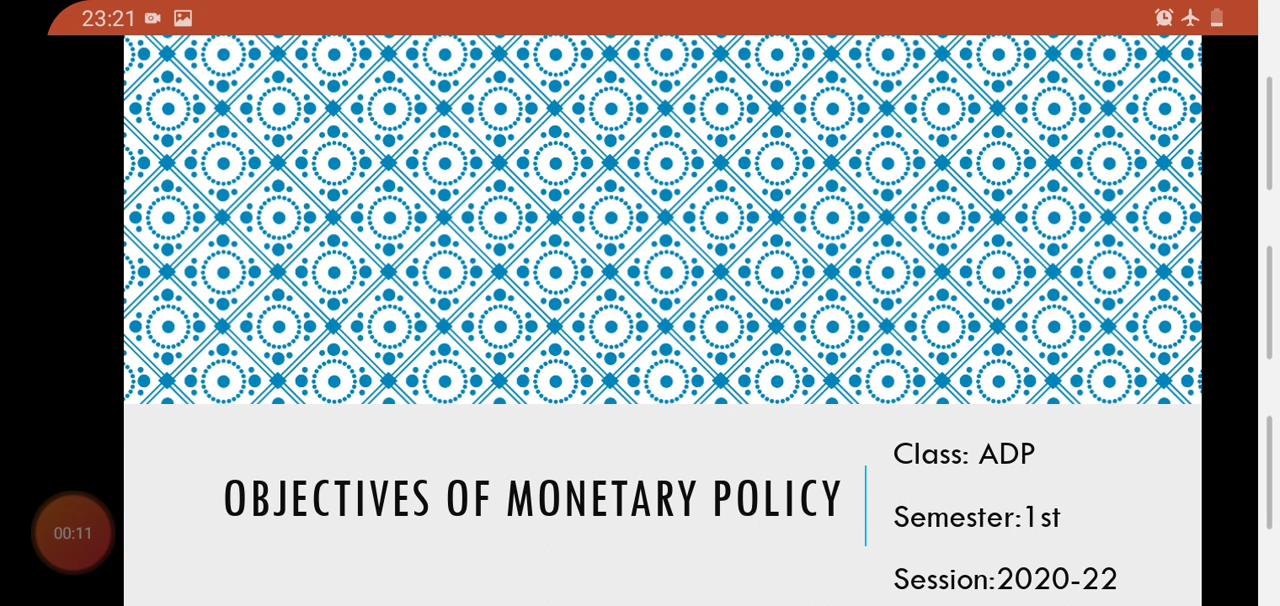 23:21
OBJECTIVES OF MONETARY POLICY
Class: ADP
Semester:1st
Session:2020-22
00:11